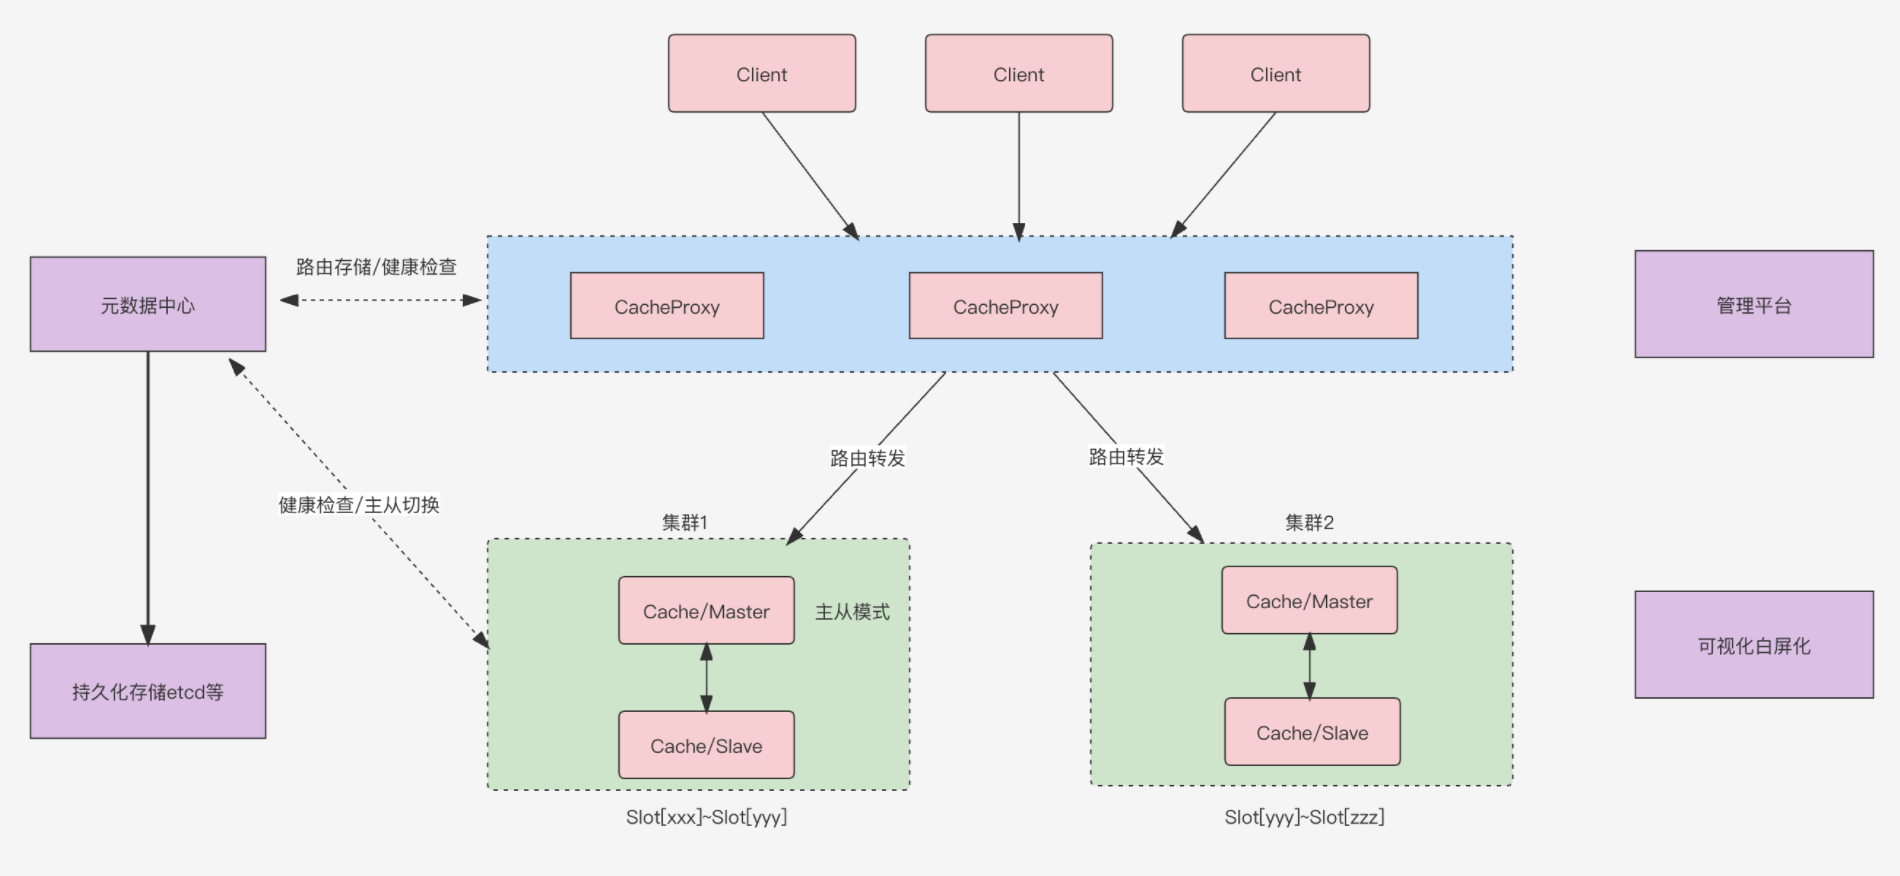 Client
Client
Client
路由存储/健康检查
元数据中心
CacheProxy
CacheProxy
CacheProxy
管理平台
路由转发
路由转发
健康检查/主从切换
集群1
集群2
Cache/Master
主从模式
Cache/Master
可视化白屏化
持久化存储etcd等
Cache/Slave
Cache/Slave
Slot[xxx]~Slot[yyy]
Slot[yyy]~Slot[zzz]